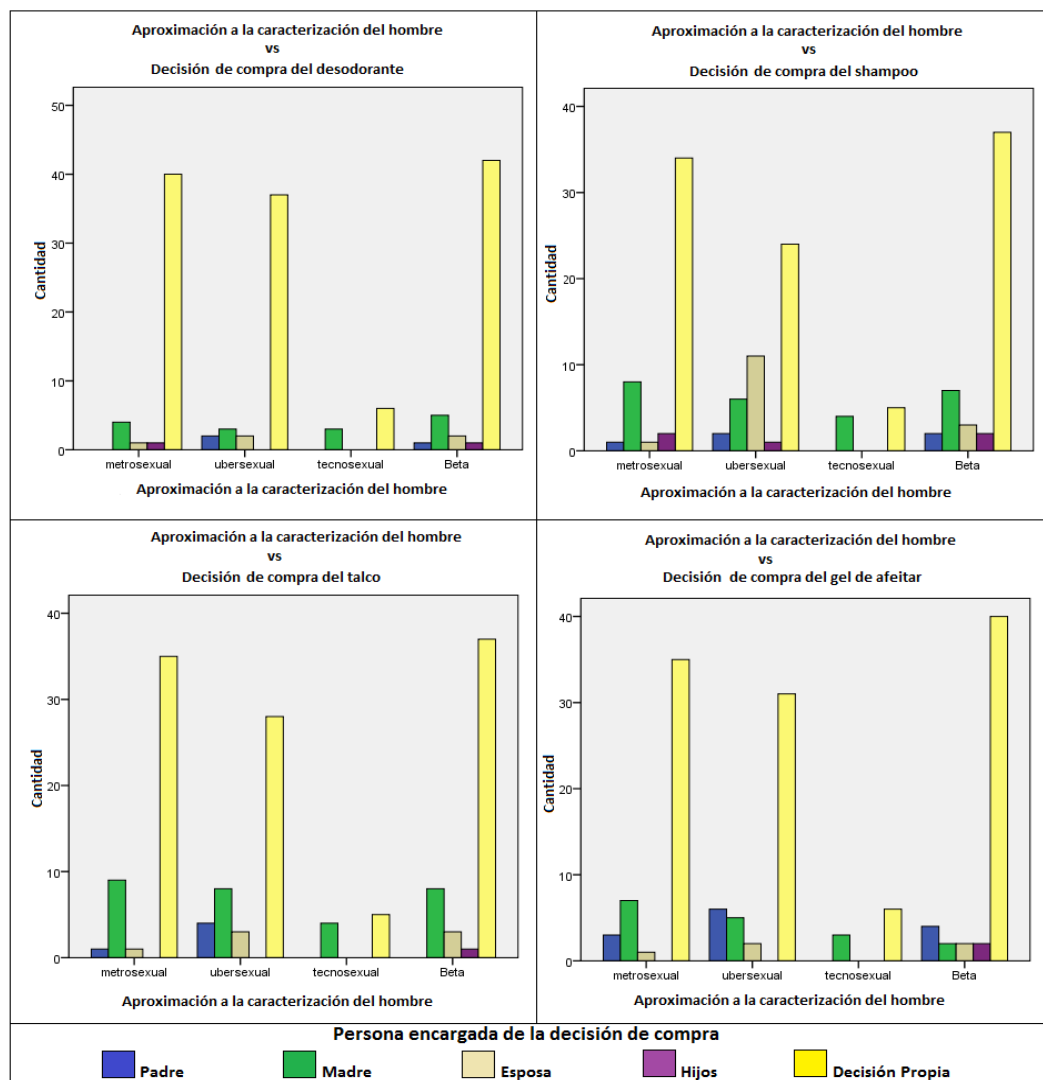 Aproximación a la caracterización del hombre
vs
Decisión de compra del desodorante
50
40
30
20
10
0
Cantidad
metrosexual ubersexual tecnosexual Beta
Aproximación a la caracterización del hombre
Aproximación a la caracterización del hombre
vs
Decisión de compra del shampoo
40
30
20
10
0
Cantidad
metrosexual ubersexual tecnosexual Beta
Aproximación a la caracterización del hombre
Aproximación a la caracterización del hombre
vs
Decisión de compra del talco
40
30
20
10
0
Cantidad
metrosexual ubersexual tecnosexual Beta
Aproximación a la caracterización del hombre
Aproximación a la caracterización del hombre
vs
Decisión de compra del gel de afeitar
40
30
20
10
0
Cantidad
metrosexual ubersexual tecnosexual Beta
Aproximación a la caracterización del hombre
Persona encargada de la decisión de compra
Padre Madre Esposa Hijos Decisión Propia